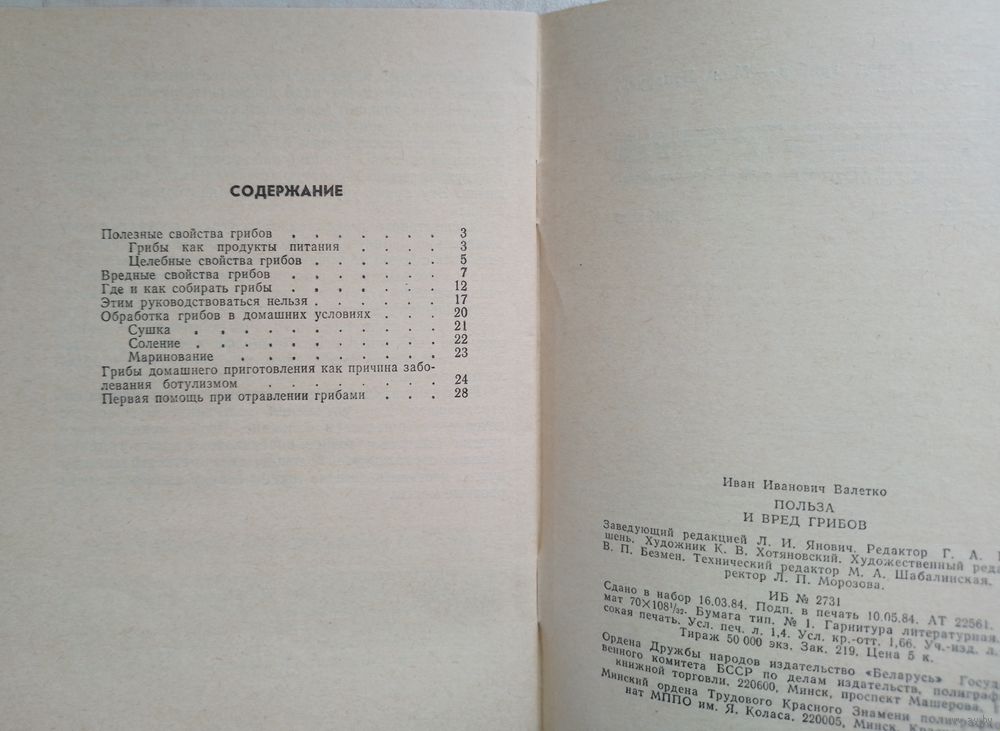 СОДЕРЖАНИЕ
Полезные свойства грибов . . . . . . . 3
Грибы как продукты питания . . . . 3
Целебные свойства грибов . . . . . . 5
Вредные свойства грибов . . . . . . . 7
Где и как собирать грибы . . . . . . . 12
Этим руководствоваться нельзя . . . . . . 17
Обработка грибов в домашних условиях . . . 20
Сушка . . . . . . . . . . 21
Соление . . . . . . . . . . 22
Маринование . . . . . . . . 23
Грибы домашнего приготовления как причина забо-
левания ботулизмом . . . . . . . 24
Первая помощь при отравлении грибами . . . 28
Иван Иванович Валетко
ПОЛЬЗА
И ВРЕД ГРИБОВ
Заведующий редакцией Л. И. Янович. Редактор Г. А.
шень. Художник К. В. Хотяновский. Художественный
В. П. Безмен. Технический редактор М. А. Шабалинская.
ректор Л. П. Морозова.
ИБ № 2731
Сдано в набор 16.03.84. Подп. в печать 10.05.84. АТ 22561.
мат 70×108¹/₃₂. Бумага тип. № 1. Гарнитура литературная.
сокая печать. Усл. печ. л. 1,4. Усл. кр.-отт. 1,66. Уч.-изд. л.
Тираж 50 000 экз. Зак. 219. Цена 5 к.
Ордена Дружбы народов издательство «Беларусь»
венного комитета БССР по делам издательств,
книжной торговли. 220600, Минск, проспект Машерова,
Минский ордена Трудового Красного Знамени
нат МППО им. Я. Коласа. 220005, Минск,